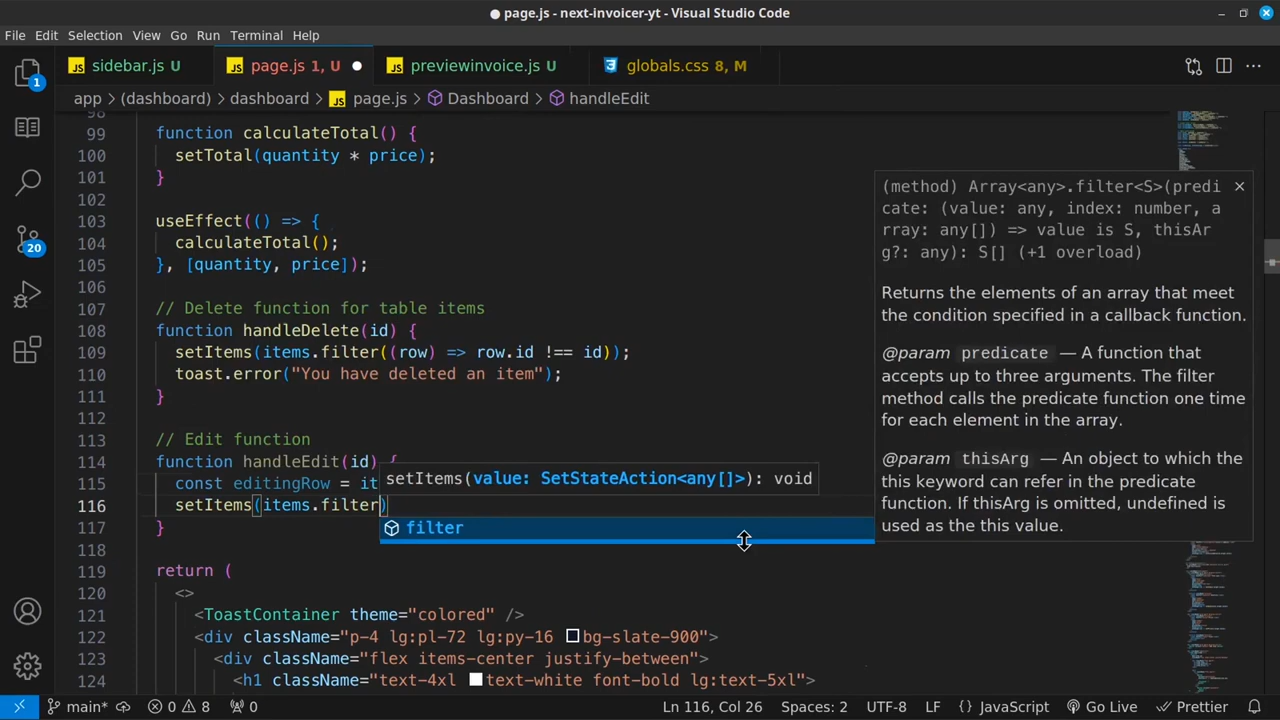 page.js - next-invoicer-yt - Visual Studio Code
File Edit Selection View Go Run Terminal Help
1
sidebar.js U
page.js 1, U
previewinvoice.js U
globals.css 8, M
app > (dashboard) > dashboard > page.js > Dashboard > handleEdit
99 function calculateTotal() {
100 setTotal(quantity * price);
101 }
102
103 useEffect(() => {
104 calculateTotal();
105 }, [quantity, price]);
106
107 // Delete function for table items
108 function handleDelete(id) {
109 setItems(items.filter((row) => row.id !== id));
110 toast.error("You have deleted an item");
111 }
112
113 // Edit function
114 function handleEdit(id) {
115 const editingRow = it
116 setItems(items.filter)
117 }
118
119 return (
120 <>
121 <ToastContainer theme="colored" />
122 <div className="p-4 lg:pl-72 lg:py-16 bg-slate-900">
123 <div className="flex items-center justify-between">
124 <h1 className="text-4xl text-white font-bold lg:text-5xl">
setItems(value: SetStateAction<any[]>): void
filter
(method) Array<any>.filter<S>(predi
cate: (value: any, index: number, a
rray: any[]) => value is S, thisAr
g?: any): S[] (+1 overload)
Returns the elements of an array that meet
the condition specified in a callback function.
@param predicate — A function that
accepts up to three arguments. The filter
method calls the predicate function one time
for each element in the array.
@param thisArg — An object to which the
this keyword can refer in the predicate
function. If thisArg is omitted, undefined is
used as the this value.
20
main* 0 8 0
Ln 116, Col 26 Spaces: 2 UTF-8 LF {} JavaScript Go Live Prettier